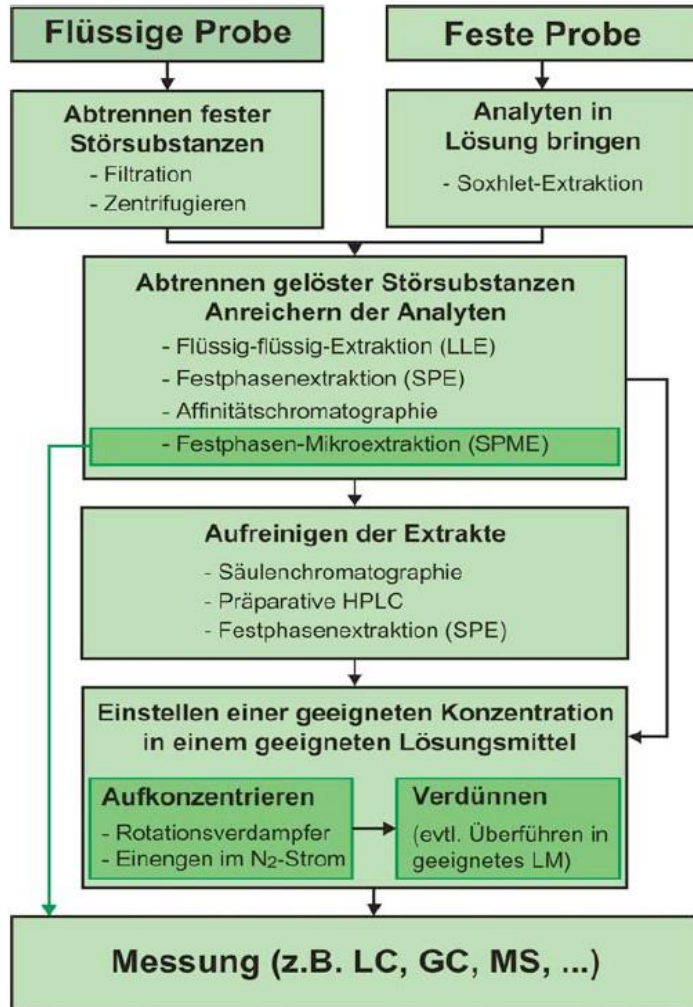 Flüssige Probe
Feste Probe
Abtrennen fester
Störsubstanzen
- Filtration
- Zentrifugieren
Analyten in
Lösung bringen
- Soxhlet-Extraktion
Abtrennen gelöster Störsubstanzen
Anreichern der Analyten
- Flüssig-flüssig-Extraktion (LLE)
- Festphasenextraktion (SPE)
- Affinitätschromatographie
- Festphasen-Mikroextraktion (SPME)
Aufreinigen der Extrakte
- Säulenchromatographie
- Präparative HPLC
- Festphasenextraktion (SPE)
Einstellen einer geeigneten Konzentration
in einem geeigneten Lösungsmittel
Aufkonzentrieren
- Rotationsverdampfer
- Einengen im N₂-Strom
Verdünnen
(evtl. Überführen in
geeignetes LM)
Messung (z.B. LC, GC, MS, ...)